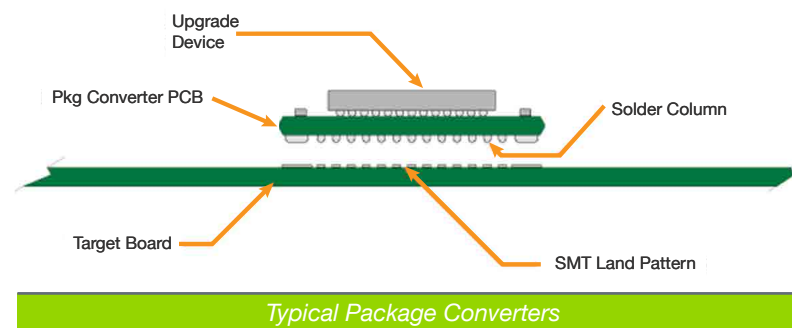 Upgrade
Device
Pkg Converter PCB
Solder Column
Target Board
SMT Land Pattern
Typical Package Converters